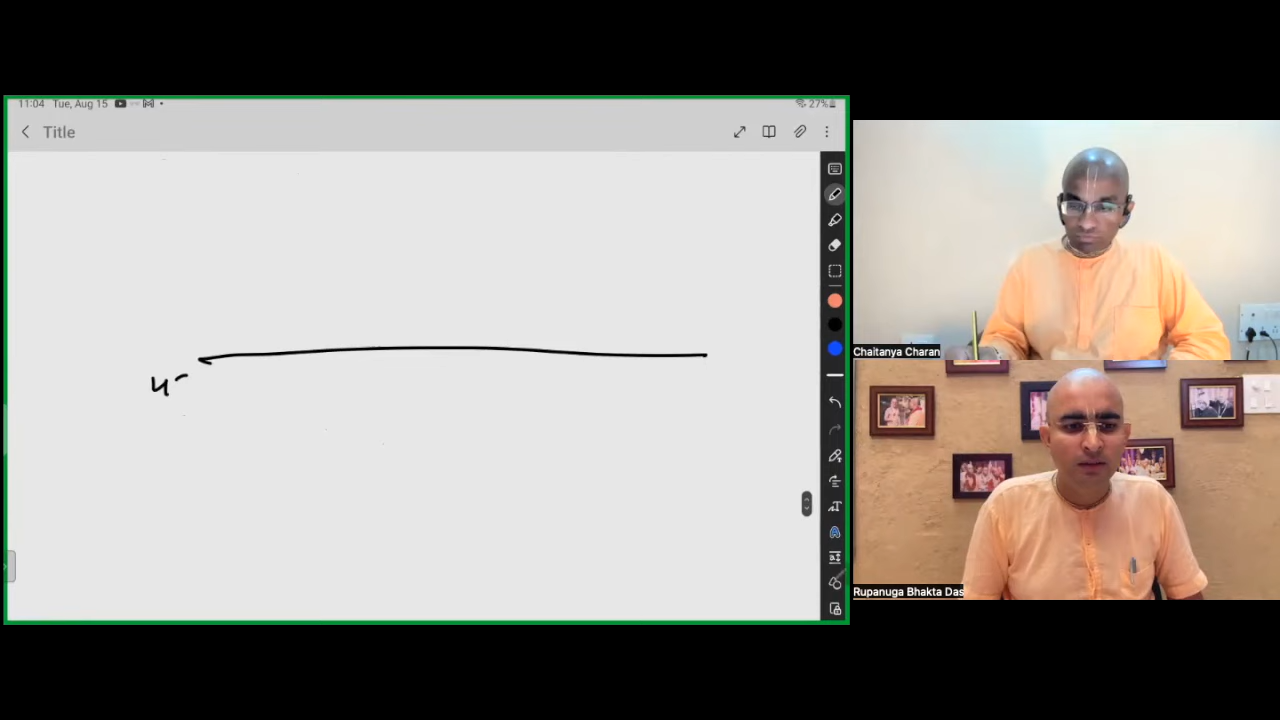 11:04 Tue, Aug 15
27%
Title
Chaitanya Charan
Rupanuga Bhakta Das